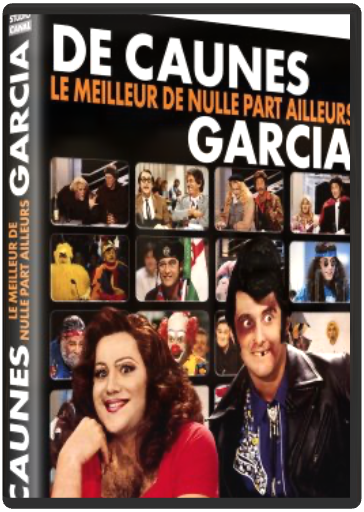 STUDIO
CANAL
DE CAUNES
LE MEILLEUR DE NULLE PART AILLEURS
GARCIA
CAUNES GARCIA
LE MEILLEUR DE
NULLE PART AILLEURS